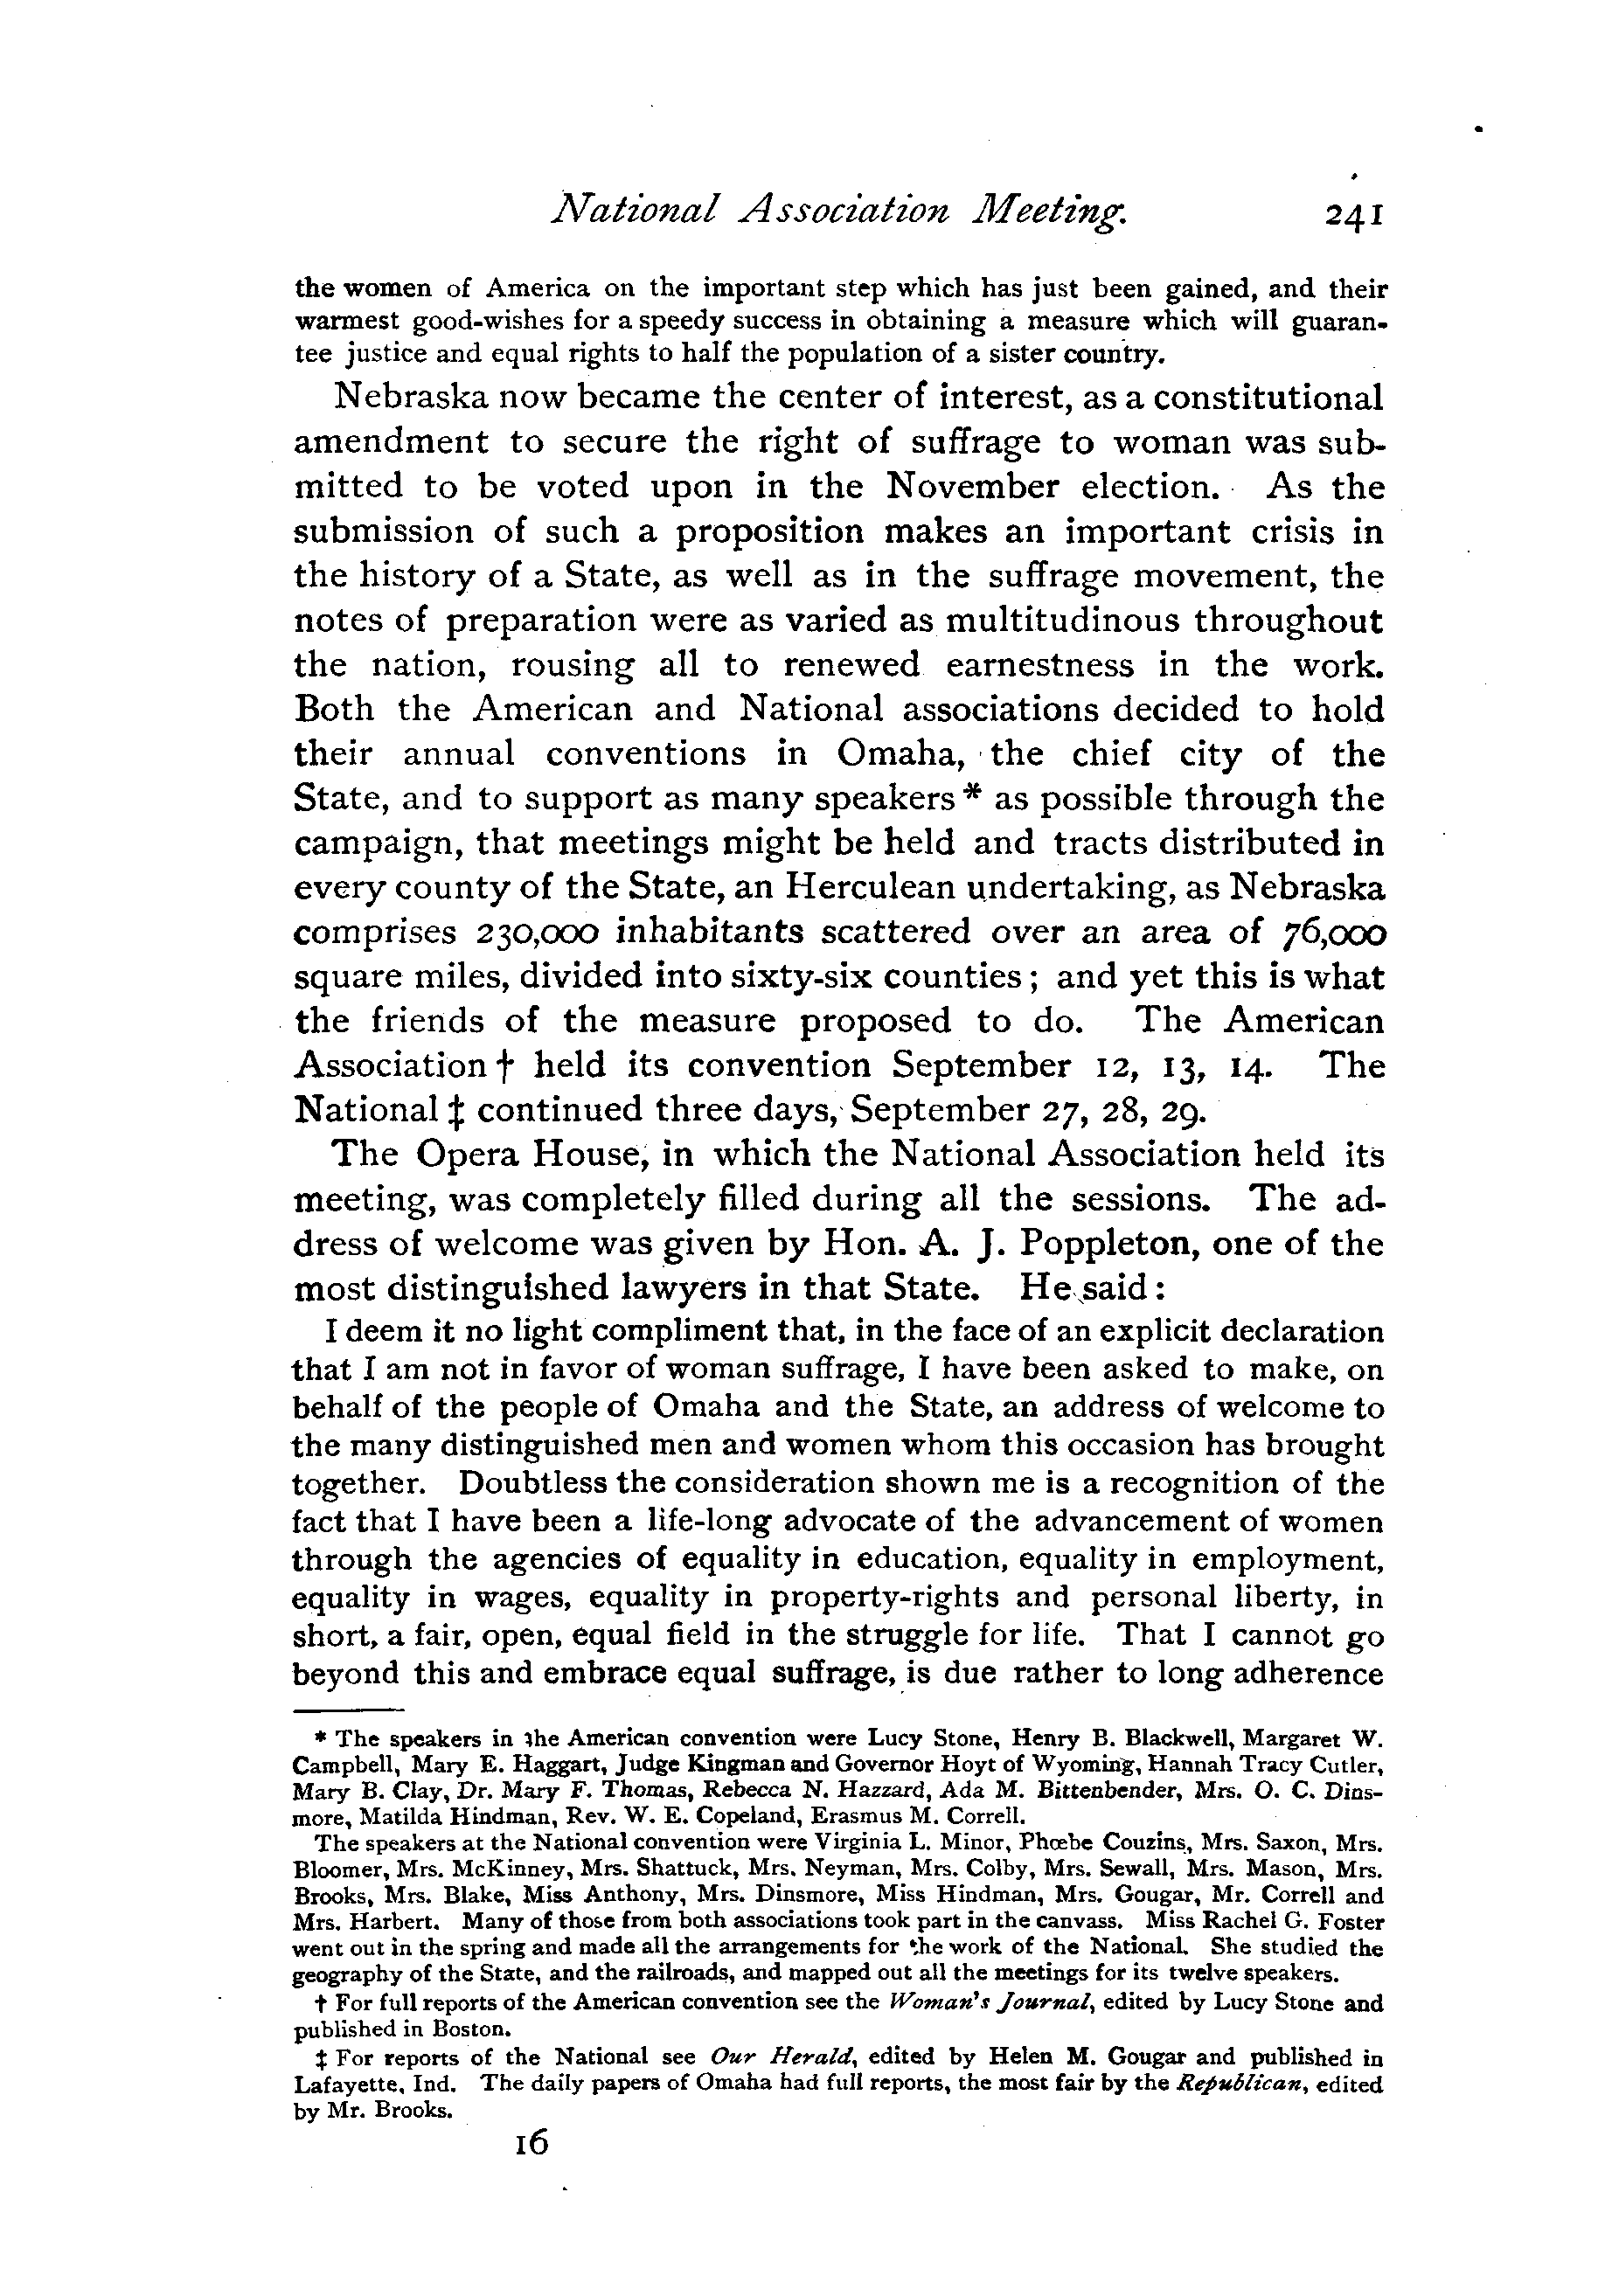 National Association Meeting. 241
the women of America on the important step which has just been gained, and their
warmest good-wishes for a speedy success in obtaining a measure which will guaran-
tee justice and equal rights to half the population of a sister country.
Nebraska now became the center of interest, as a constitutional
amendment to secure the right of suffrage to woman was sub-
mitted to be voted upon in the November election. As the
submission of such a proposition makes an important crisis in
the history of a State, as well as in the suffrage movement, the
notes of preparation were as varied as multitudinous throughout
the nation, rousing all to renewed earnestness in the work.
Both the American and National associations decided to hold
their annual conventions in Omaha, the chief city of the
State, and to support as many speakers * as possible through the
campaign, that meetings might be held and tracts distributed in
every county of the State, an Herculean undertaking, as Nebraska
comprises 230,000 inhabitants scattered over an area of 76,000
square miles, divided into sixty-six counties ; and yet this is what
the friends of the measure proposed to do. The American
Association † held its convention September 12, 13, 14. The
National ‡ continued three days, September 27, 28, 29.
The Opera House, in which the National Association held its
meeting, was completely filled during all the sessions. The ad-
dress of welcome was given by Hon. A. J. Poppleton, one of the
most distinguished lawyers in that State. He said :
I deem it no light compliment that, in the face of an explicit declaration
that I am not in favor of woman suffrage, I have been asked to make, on
behalf of the people of Omaha and the State, an address of welcome to
the many distinguished men and women whom this occasion has brought
together. Doubtless the consideration shown me is a recognition of the
fact that I have been a life-long advocate of the advancement of women
through the agencies of equality in education, equality in employment,
equality in wages, equality in property-rights and personal liberty, in
short, a fair, open, equal field in the struggle for life. That I cannot go
beyond this and embrace equal suffrage, is due rather to long adherence
* The speakers in the American convention were Lucy Stone, Henry B. Blackwell, Margaret W.
Campbell, Mary E. Haggart, Judge Kingman and Governor Hoyt of Wyoming, Hannah Tracy Cutler,
Mary B. Clay, Dr. Mary F. Thomas, Rebecca N. Hazzard, Ada M. Bittenbender, Mrs. O. C. Dins-
more, Matilda Hindman, Rev. W. E. Copeland, Erasmus M. Correll.
The speakers at the National convention were Virginia L. Minor, Phœbe Couzins, Mrs. Saxon, Mrs.
Bloomer, Mrs. McKinney, Mrs. Shattuck, Mrs. Neyman, Mrs. Colby, Mrs. Sewall, Mrs. Mason, Mrs.
Brooks, Mrs. Blake, Miss Anthony, Mrs. Dinsmore, Miss Hindman, Mrs. Gougar, Mr. Correll and
Mrs. Harbert. Many of those from both associations took part in the canvass. Miss Rachel G. Foster
went out in the spring and made all the arrangements for the work of the National. She studied the
geography of the State, and the railroads, and mapped out all the meetings for its twelve speakers.
† For full reports of the American convention see the Woman's Journal, edited by Lucy Stone and
published in Boston.
‡ For reports of the National see Our Herald, edited by Helen M. Gougar and published in
Lafayette, Ind. The daily papers of Omaha had full reports, the most fair by the Republican, edited
by Mr. Brooks.
16